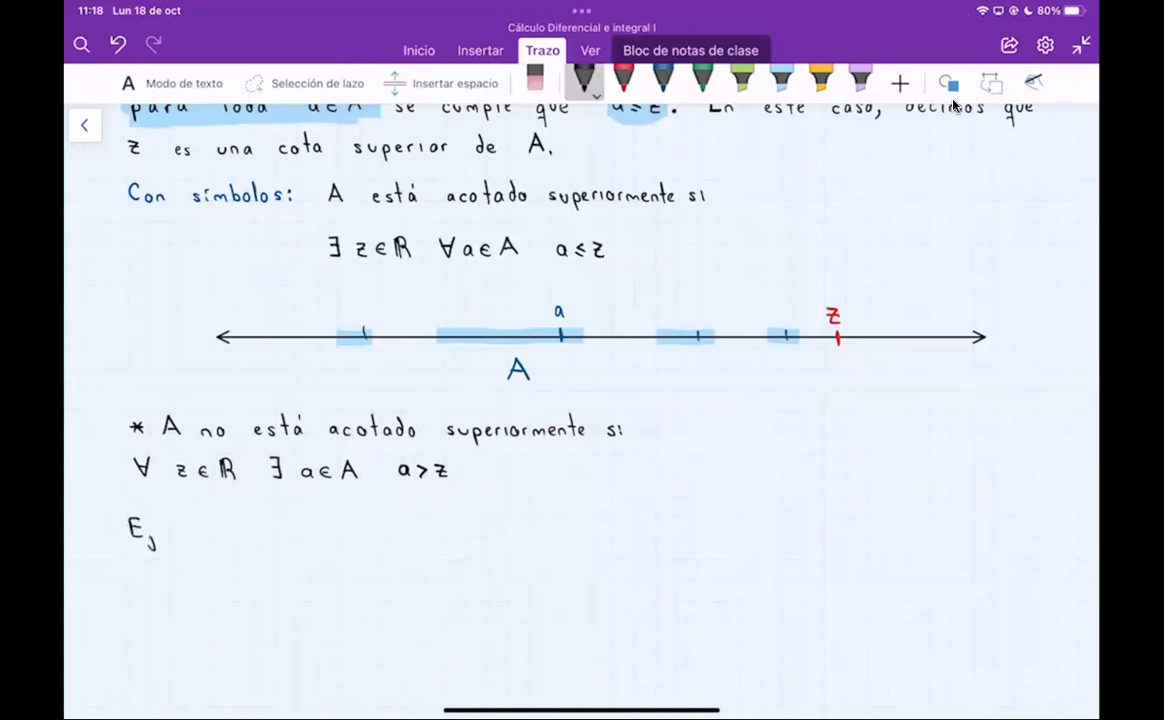 11:18 Lun 18 de oct 80%
Cálculo Diferencial e integral I
Inicio Insertar Trazo Ver Bloc de notas de clase
A Modo de texto Selección de lazo Insertar espacio
para toda a∈A se cumple que a≤z. En este caso, decimos que
z es una cota superior de A.
Con símbolos: A está acotado superiormente si
∃ z∈ℝ ∀a∈A a≤z
a z
A
* A no está acotado superiormente si
∀ z∈ℝ ∃ a∈A a>z
Ej